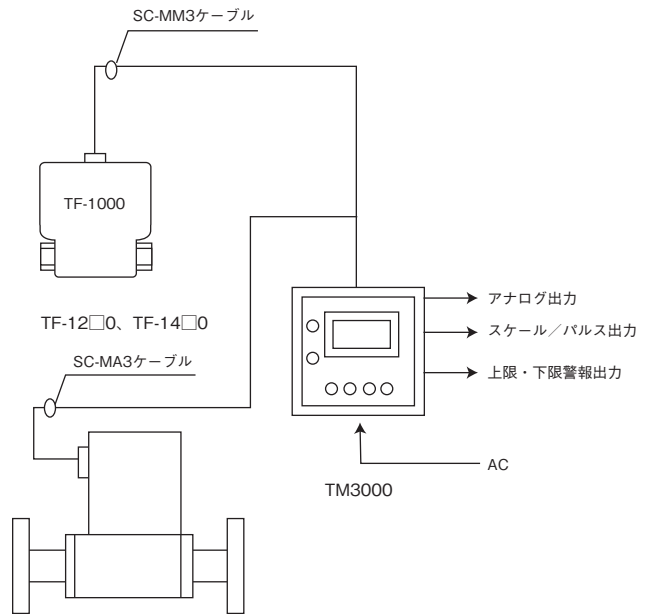 SC-MM3ケーブル
TF-1000
TF-12□0、TF-14□0
SC-MA3ケーブル
アナログ出力
スケール／パルス出力
上限・下限警報出力
AC
TM3000